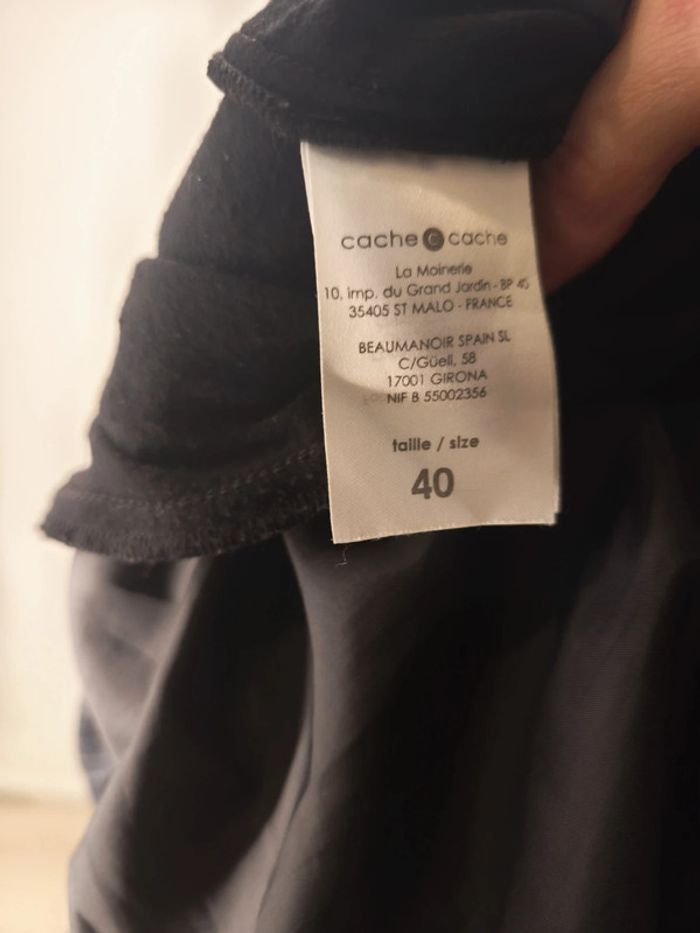 cache c cache
La Moinerie
10, imp. du Grand Jardin - BP 40
35405 ST MALO - FRANCE
BEAUMANOIR SPAIN SL
C/Güell, 58
17001 GIRONA
NIF B 55002356
taille / size
40